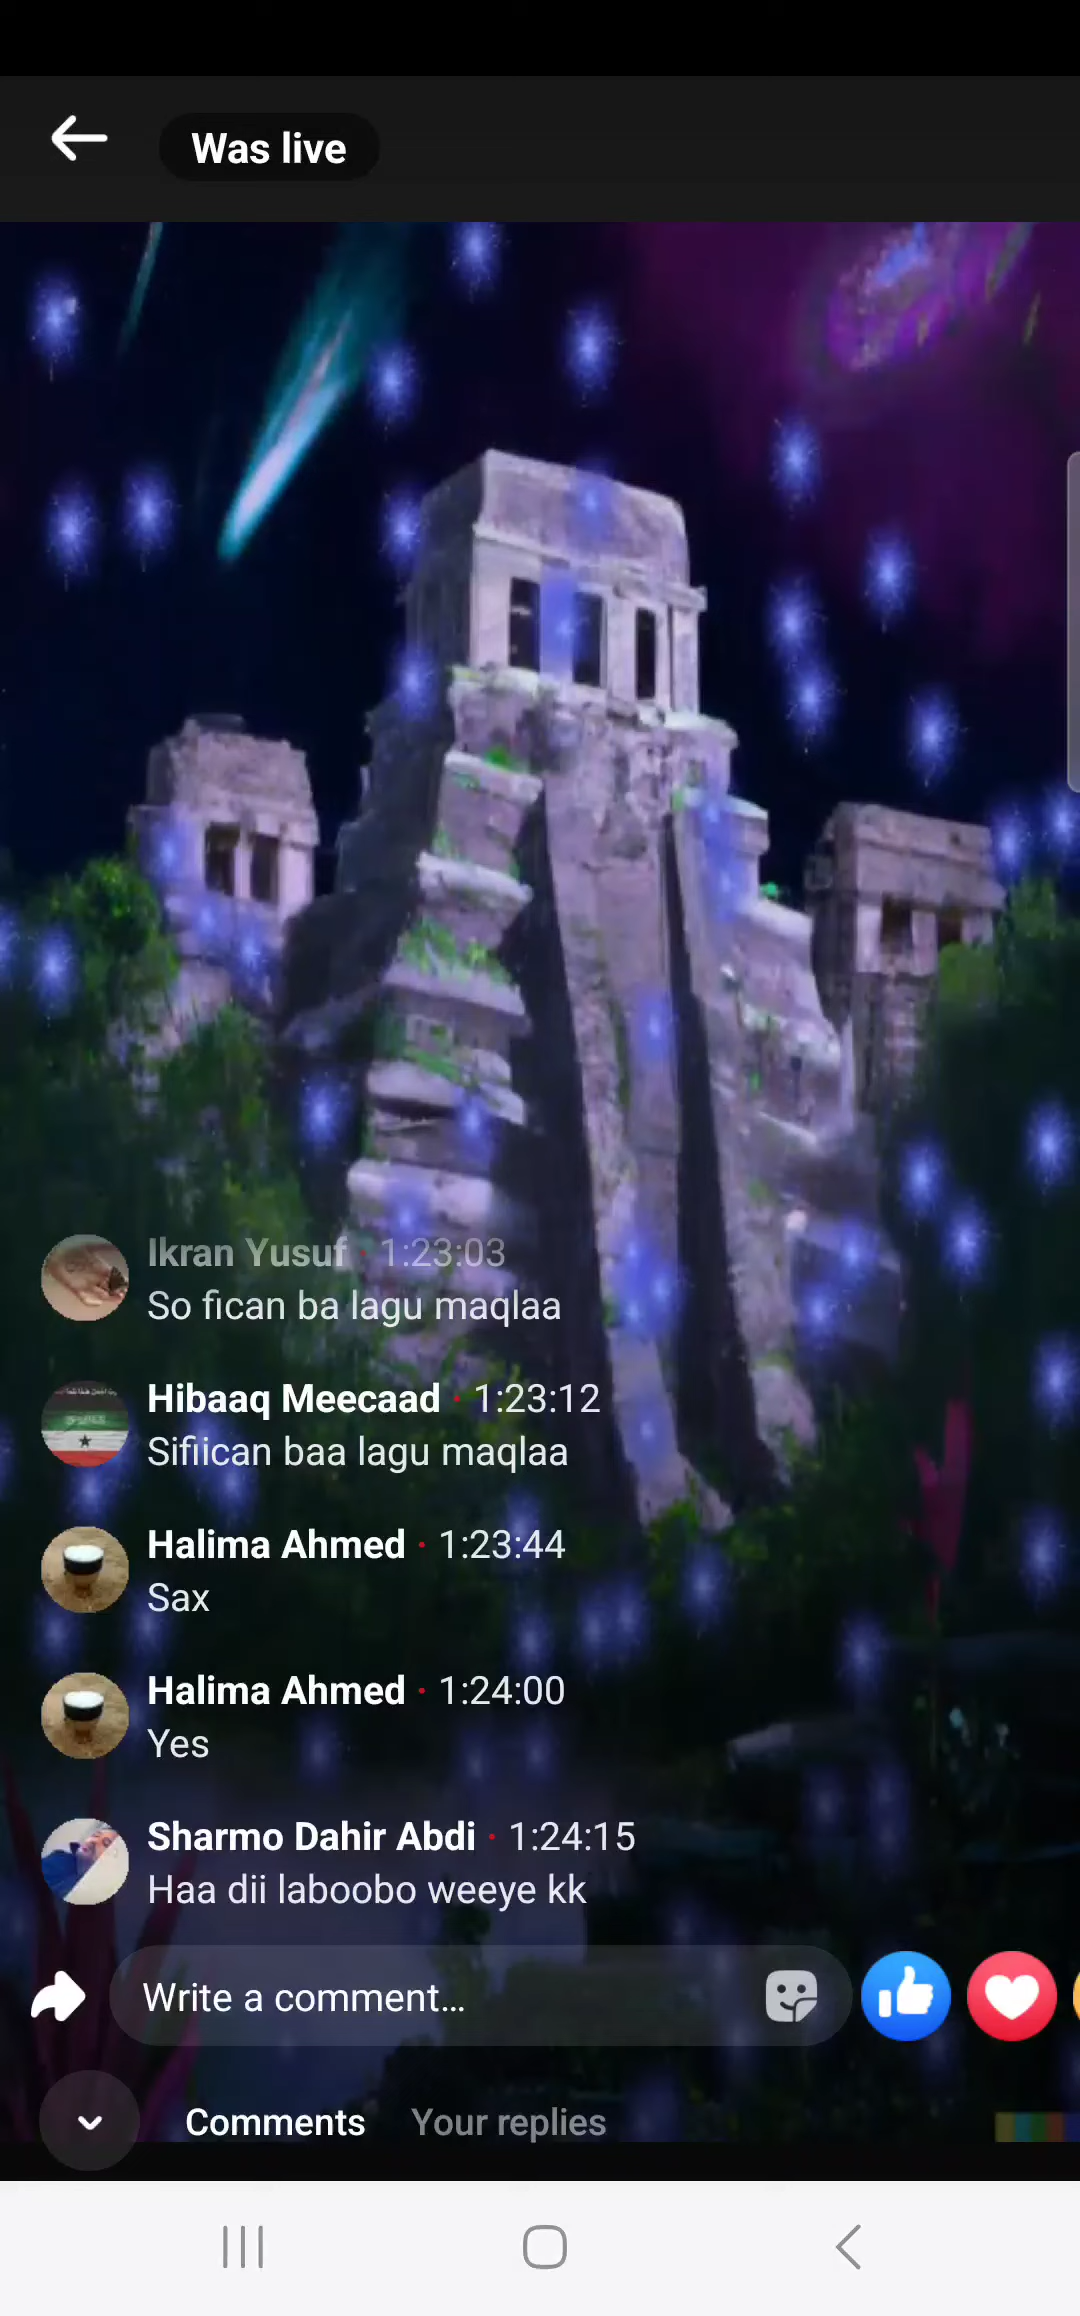 Was live
Ikran Yusuf · 1:23:03
So fican ba lagu maqlaa
Hibaaq Meecaad · 1:23:12
Sifiican baa lagu maqlaa
Halima Ahmed · 1:23:44
Sax
Halima Ahmed · 1:24:00
Yes
Sharmo Dahir Abdi · 1:24:15
Haa dii laboobo weeye kk
Write a comment...
Comments Your replies